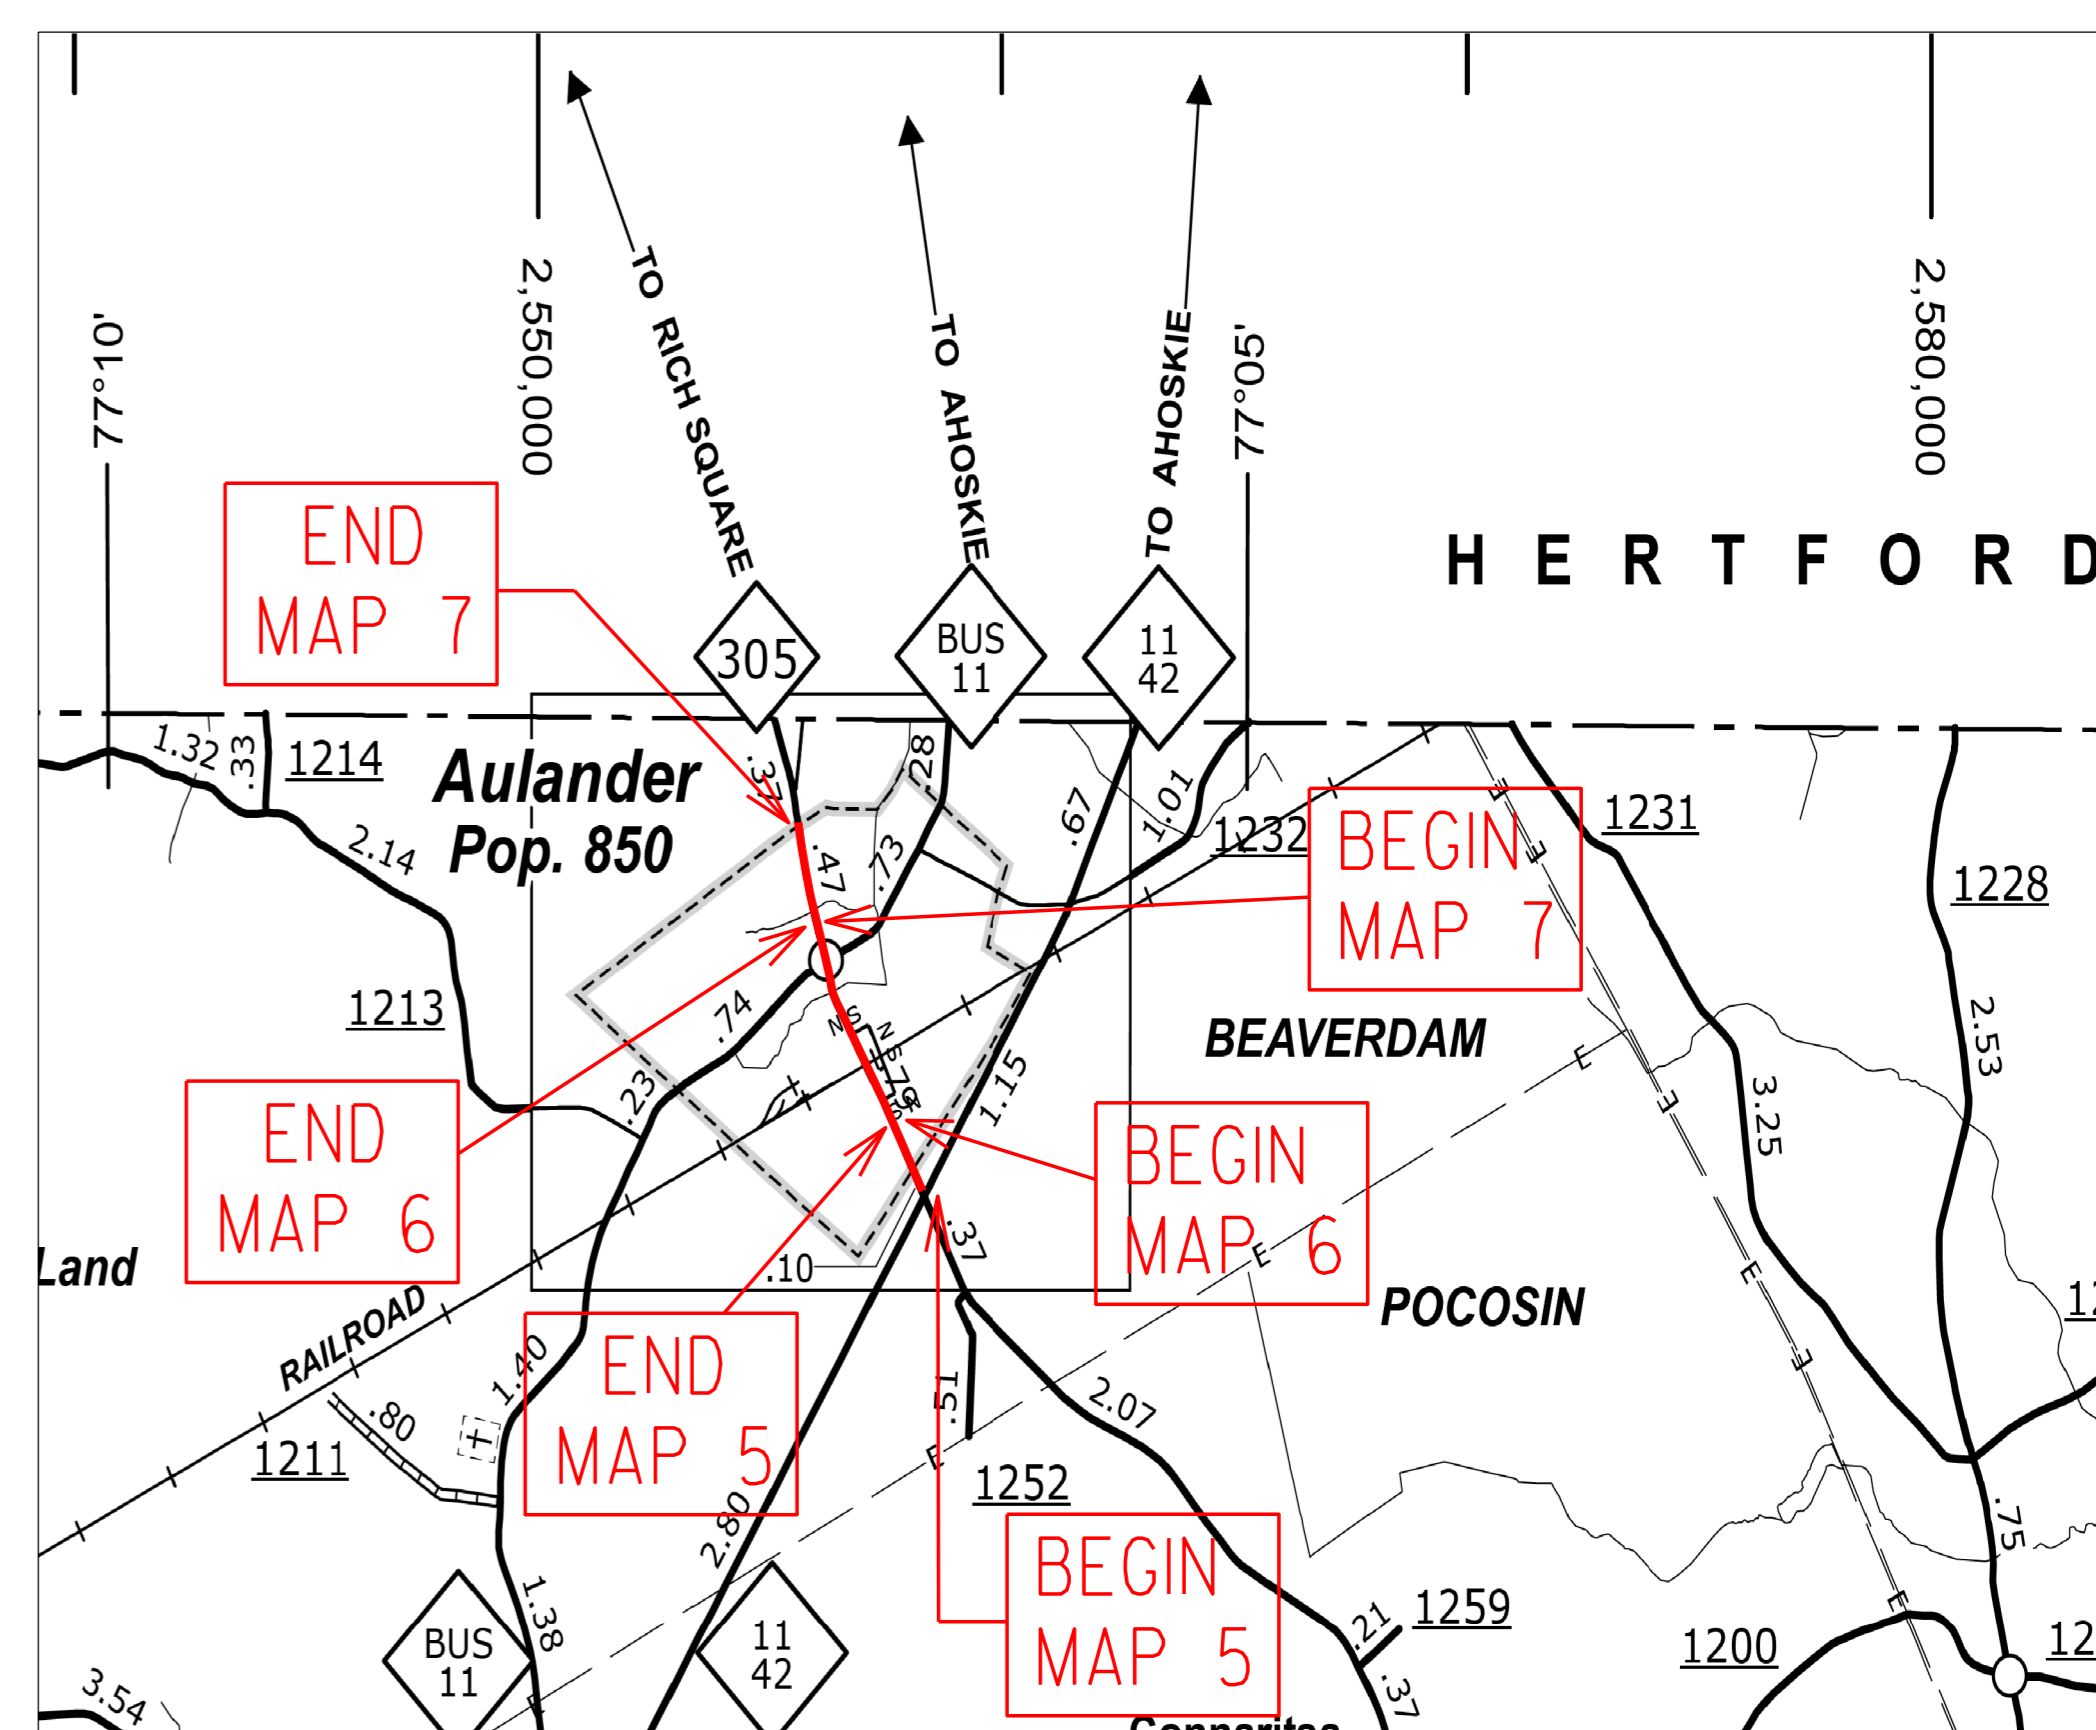 77°10'
2,550,000
TO RICH SQUARE
TO AHOSKIE
TO AHOSKIE
77°05'
2,580,000
HERTFORD
END
MAP 7
305
BUS
11
11
42
1.32
.33
1214
Aulander
Pop. 850
.37
.28
.67
1.01
1232
BEGIN
MAP 7
1231
1228
2.14
.47
.73
1213
.74
BEAVERDAM
2.53
.23
1.15
3.25
END
MAP 6
BEGIN
MAP 6
Land
.10
.37
POCOSIN
RAILROAD
1.40
END
MAP 5
.51
2.07
.80
1211
1252
2.80
.75
BEGIN
MAP 5
1.38
BUS
11
11
42
.21
1259
1200
.37
3.54